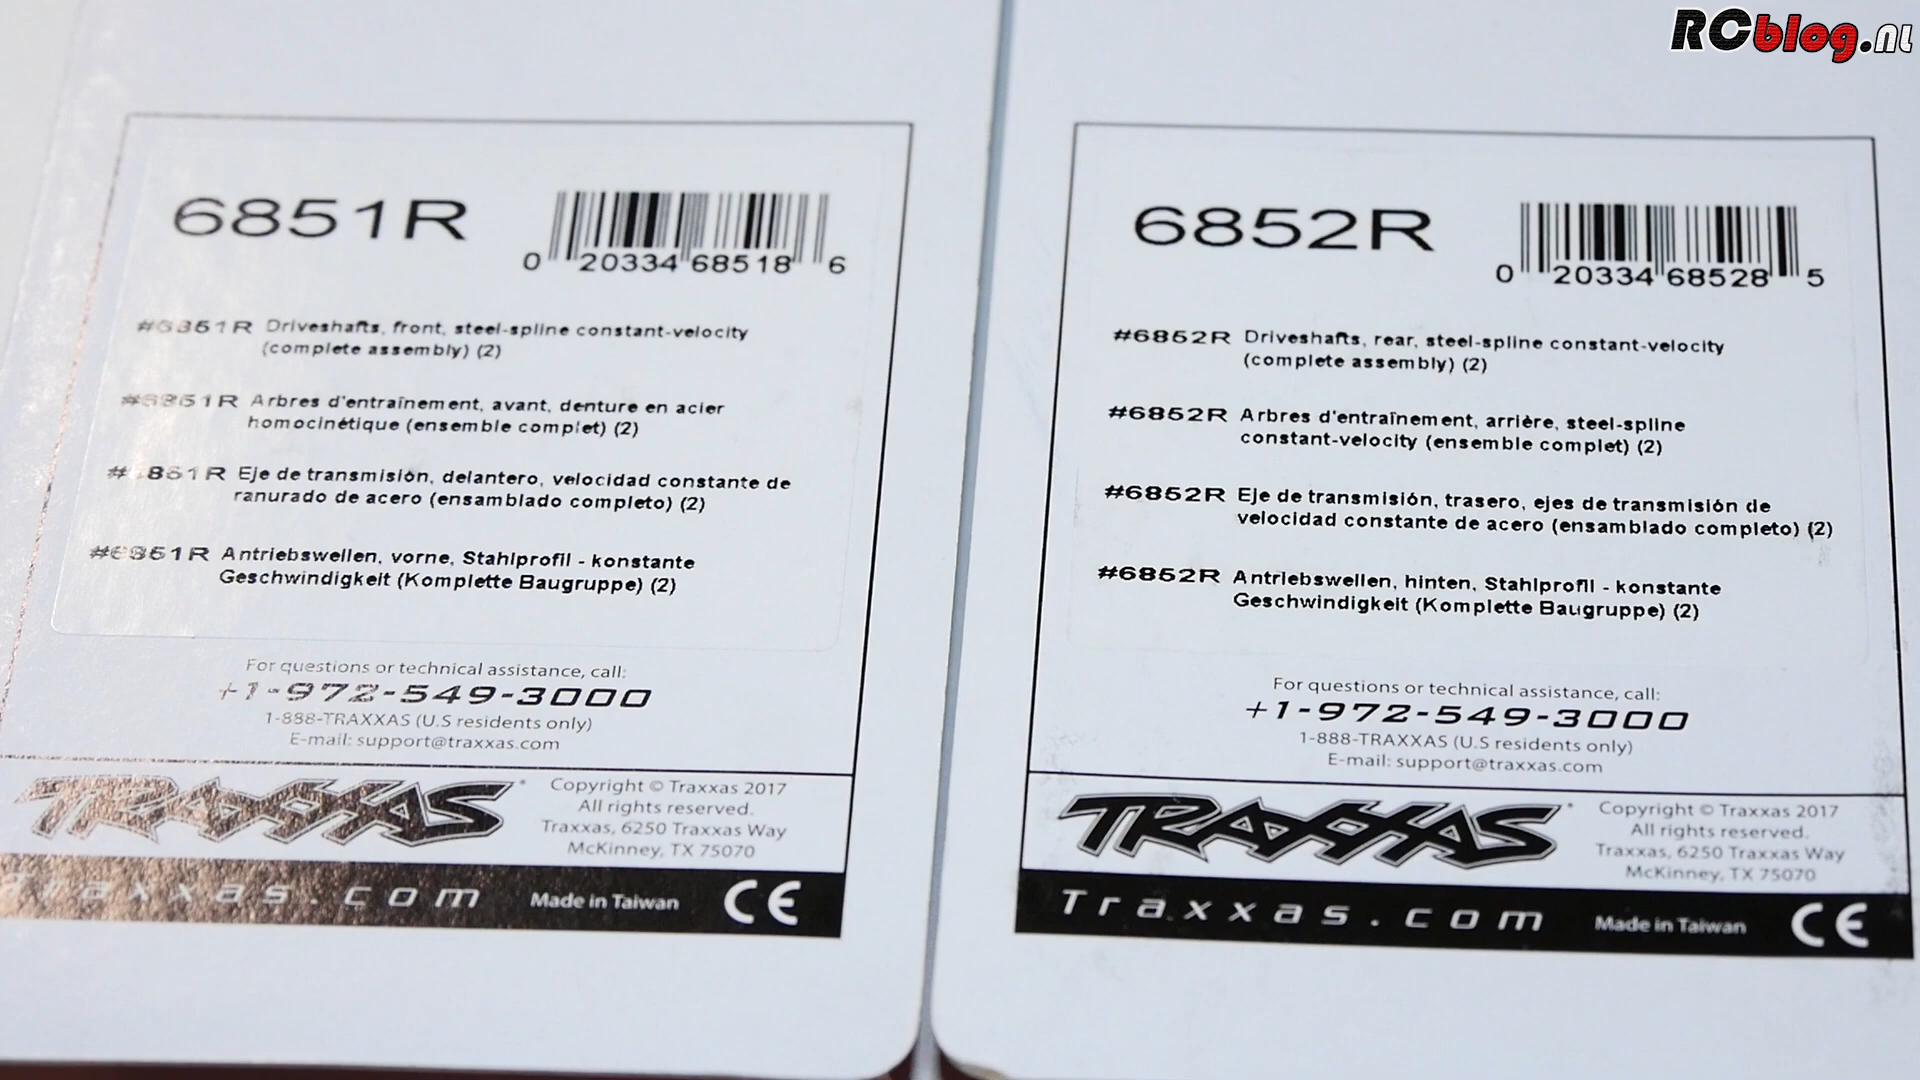 RCblog.nl
6851R
0 20334 68518 6
#6851R Driveshafts, front, steel-spline constant-velocity
(complete assembly) (2)
#6851R Arbres d'entraînement, avant, denture en acier
homocinétique (ensemble complet) (2)
#6851R Eje de transmisión, delantero, velocidad constante de
ranurado de acero (ensamblado completo) (2)
#6851R Antriebswellen, vorne, Stahlprofil - konstante
Geschwindigkeit (Komplette Baugruppe) (2)
For questions or technical assistance, call:
+1-972-549-3000
1-888-TRAXXAS (U.S residents only)
E-mail: support@traxxas.com
TRAXXAS
Copyright © Traxxas 2017
All rights reserved.
Traxxas, 6250 Traxxas Way
McKinney, TX 75070
Traxxas.com Made in Taiwan CE
6852R
0 20334 68528 5
#6852R Driveshafts, rear, steel-spline constant-velocity
(complete assembly) (2)
#6852R Arbres d'entraînement, arrière, steel-spline
constant-velocity (ensemble complet) (2)
#6852R Eje de transmisión, trasero, ejes de transmisión de
velocidad constante de acero (ensamblado completo) (2)
#6852R Antriebswellen, hinten, Stahlprofil - konstante
Geschwindigkeit (Komplette Baugruppe) (2)
For questions or technical assistance, call:
+1-972-549-3000
1-888-TRAXXAS (U.S residents only)
E-mail: support@traxxas.com
TRAXXAS
Copyright © Traxxas 2017
All rights reserved.
Traxxas, 6250 Traxxas Way
McKinney, TX 75070
Traxxas.com Made in Taiwan CE